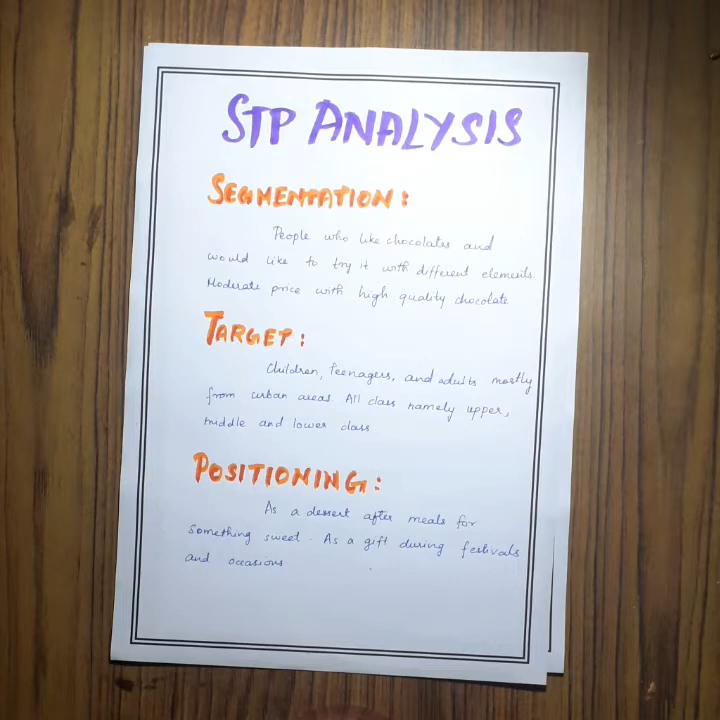 STP ANALYSIS
SEGMENTATION:
People who like chocolates and
would like to try it with different elements.
Moderate price with high quality chocolate
TARGET:
Children, teenagers, and adults mostly
from urban areas. All class namely upper,
middle and lower class
POSITIONING:
As a dessert after meals for
something sweet. As a gift during festivals
and occasions